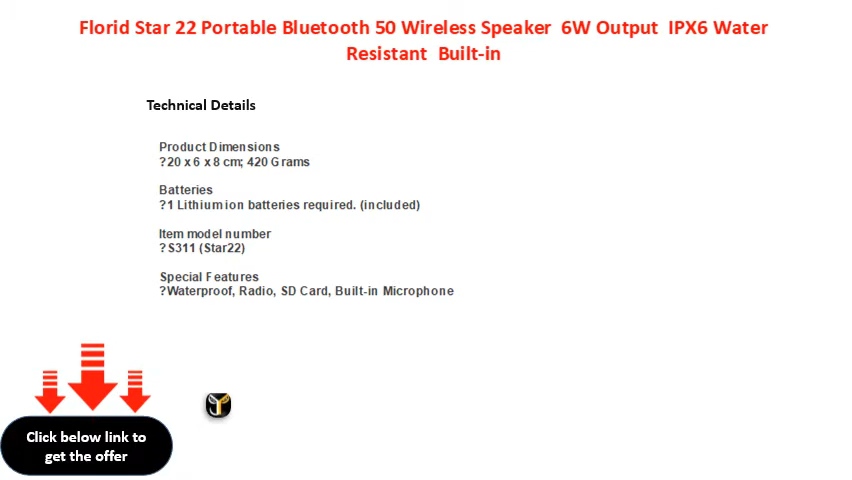 Florid Star 22 Portable Bluetooth 50 Wireless Speaker  6W Output  IPX6 Water
Resistant  Built-in
Technical Details
Product Dimensions
?20 x 6 x 8 cm; 420 Grams
Batteries
?1 Lithium ion batteries required. (included)
Item model number
?S311 (Star22)
Special Features
?Waterproof, Radio, SD Card, Built-in Microphone
Click below link to
get the offer